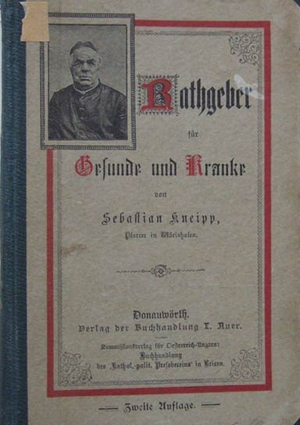 Rathgeber
für
Gesunde und Kranke
von
Sebastian Kneipp,
Pfarrer in Wörishofen.
Donauwörth.
Verlag der Buchhandlung L. Auer.
Kommissionsverlag für Oesterreich-Ungarn:
Buchhandlung
des „Kathol.-polit. Preßvereins“ in Brixen.
Zweite Auflage.